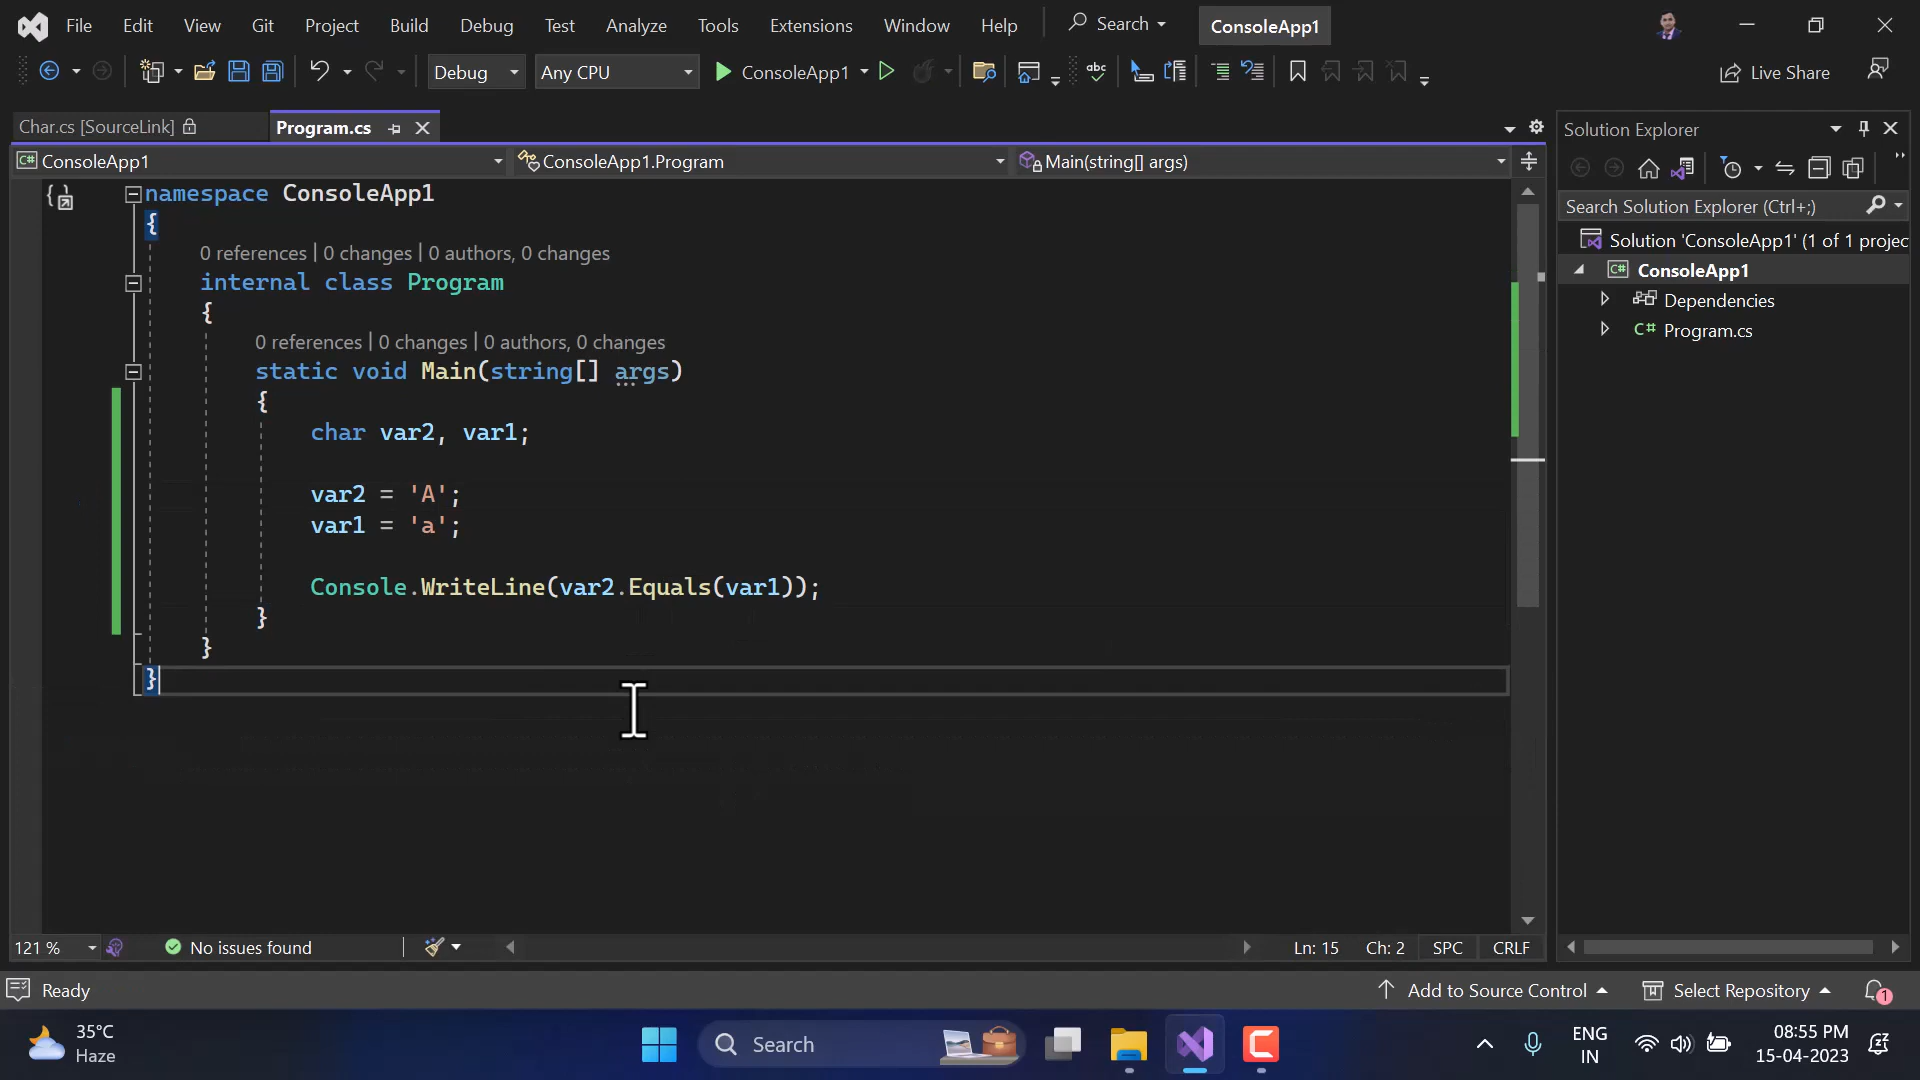 File Edit View Git Project Build Debug Test Analyze Tools Extensions Window Help Search ConsoleApp1
Debug Any CPU ConsoleApp1 abc Live Share
Char.cs [SourceLink] Program.cs
C# ConsoleApp1 ConsoleApp1.Program Main(string[] args)
namespace ConsoleApp1
{
0 references | 0 changes | 0 authors, 0 changes
internal class Program
{
0 references | 0 changes | 0 authors, 0 changes
static void Main(string[] args)
{
char var2, var1;
var2 = 'A';
var1 = 'a';
Console.WriteLine(var2.Equals(var1));
}
}
}
121 % No issues found Ln: 15 Ch: 2 SPC CRLF
Solution Explorer
Search Solution Explorer (Ctrl+;)
Solution 'ConsoleApp1' (1 of 1 projec
C# ConsoleApp1
Dependencies
C# Program.cs
Ready Add to Source Control Select Repository 1
35°C
Haze
Search
ENG
IN
08:55 PM
15-04-2023